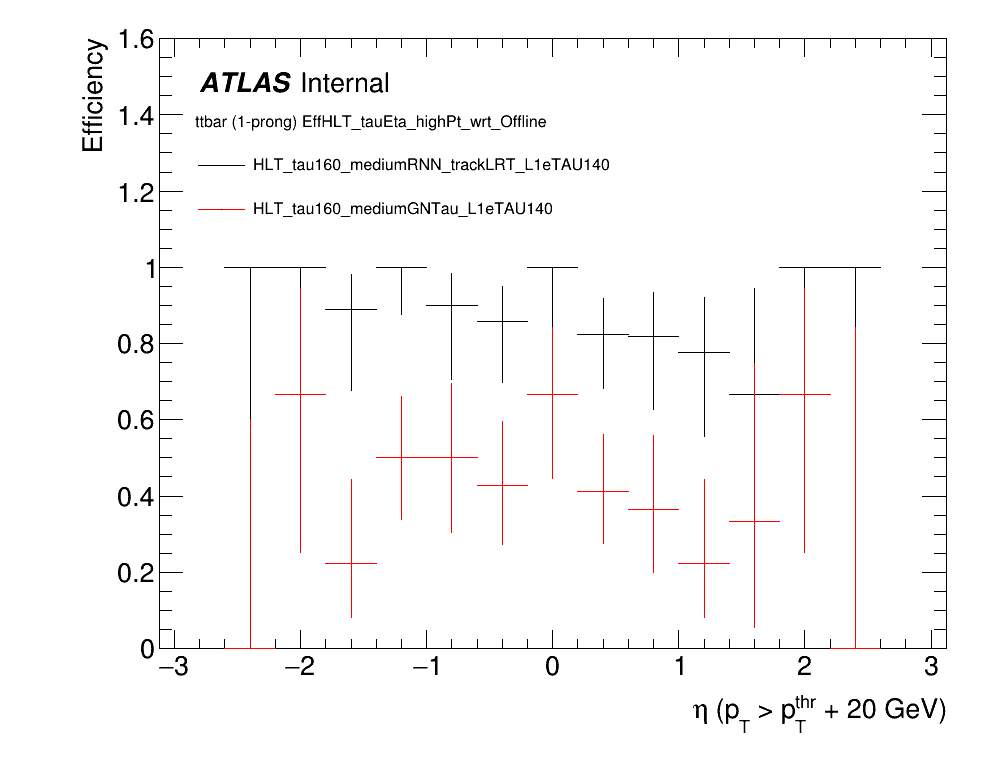 Efficiency
1.6
1.4
1.2
1
0.8
0.6
0.4
0.2
0
ATLAS Internal
ttbar (1-prong) EffHLT_tauEta_highPt_wrt_Offline
HLT_tau160_mediumRNN_trackLRT_L1eTAU140
HLT_tau160_mediumGNTau_L1eTAU140
−3 −2 −1 0 1 2 3
η (p_T > p_T^thr + 20 GeV)